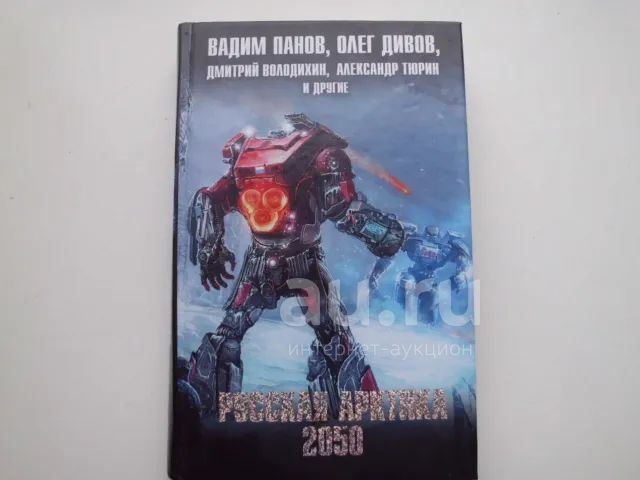 ВАДИМ ПАНОВ, ОЛЕГ ДИВОВ,
ДМИТРИЙ ВОЛОДИХИН, АЛЕКСАНДР ТЮРИН
И ДРУГИЕ
au.ru
интернет-аукцион
РУССКАЯ АРКТИКА
2050